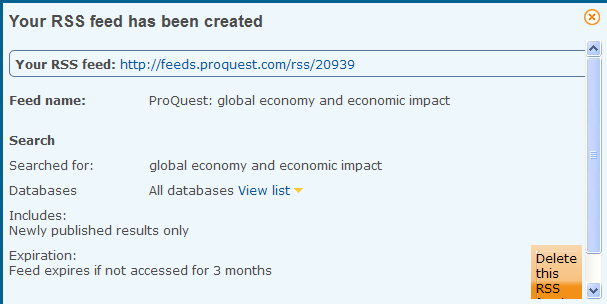 Your RSS feed has been created
Your RSS feed: http://feeds.proquest.com/rss/20939
Feed name: ProQuest: global economy and economic impact
Search
Searched for: global economy and economic impact
Databases All databases View list
Includes:
Newly published results only
Expiration:
Feed expires if not accessed for 3 months
Delete
this
RSS